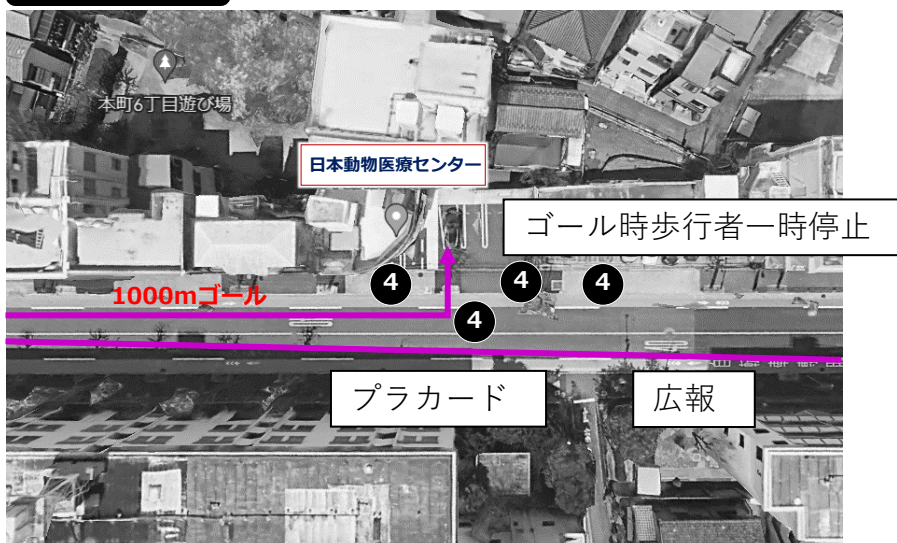 本町6丁目遊び場
日本動物医療センター
ゴール時歩行者一時停止
4
4
4
1000mゴール
4
プラカード
広報